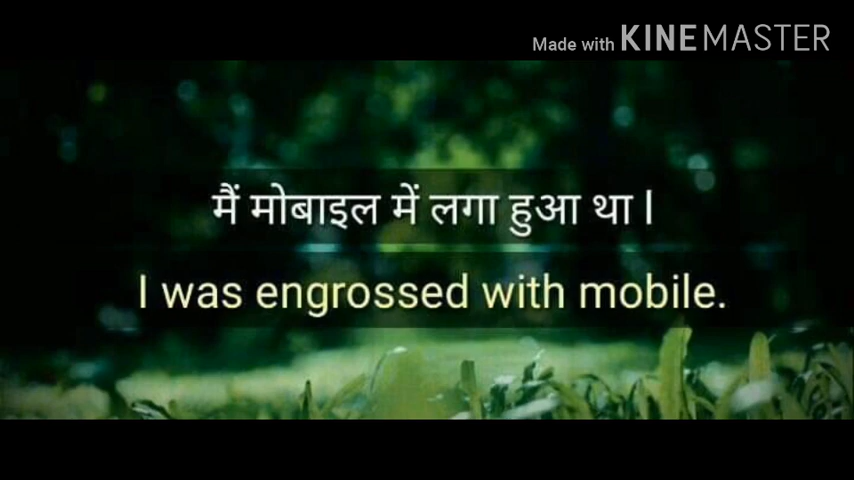 Made with KINEMASTER
मैं मोबाइल में लगा हुआ था l
I was engrossed with mobile.